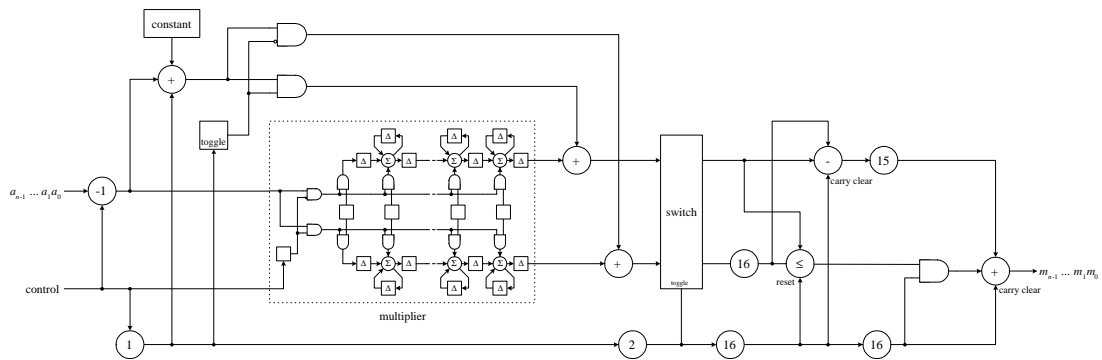 constant
+
toggle
Δ Δ Δ
Δ Σ Δ Σ Δ Σ Δ
+
-
15
carry clear
a_{n-1} ... a_1 a_0
-1
switch
Δ Σ Δ Σ Δ Σ Δ
Δ Δ Δ
+
toggle
16
≤
reset
+
carry clear
m_{n-1} ... m_1 m_0
control
multiplier
1
2
16
16